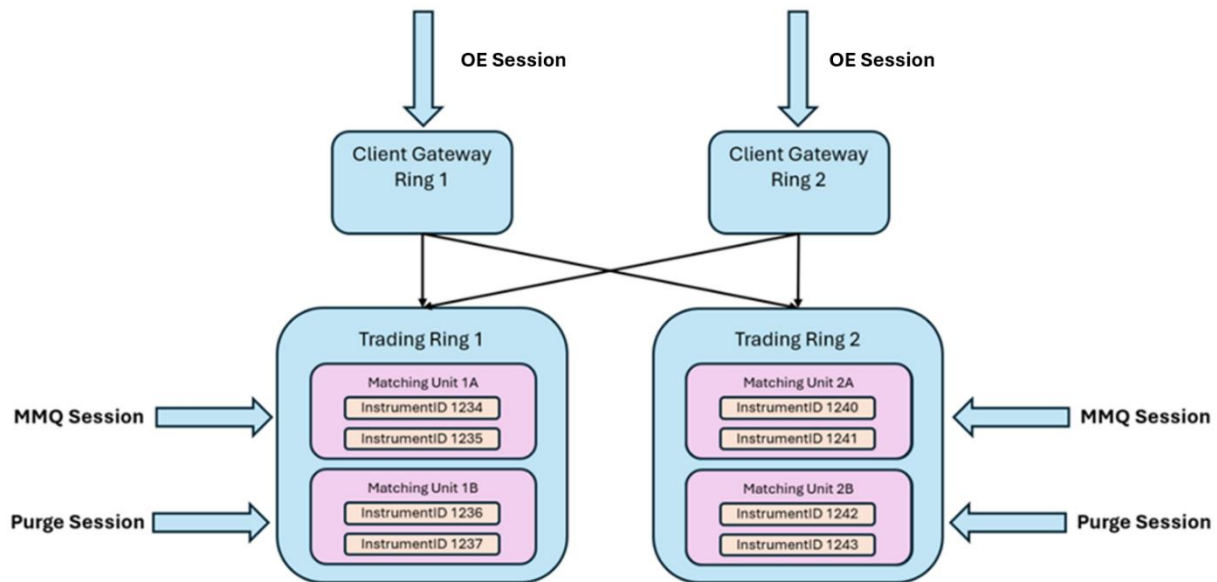 OE Session
OE Session
Client Gateway
Ring 1
Client Gateway
Ring 2
Trading Ring 1
Matching Unit 1A
InstrumentID 1234
InstrumentID 1235
Matching Unit 1B
InstrumentID 1236
InstrumentID 1237
Trading Ring 2
Matching Unit 2A
InstrumentID 1240
InstrumentID 1241
Matching Unit 2B
InstrumentID 1242
InstrumentID 1243
MMQ Session
Purge Session
MMQ Session
Purge Session